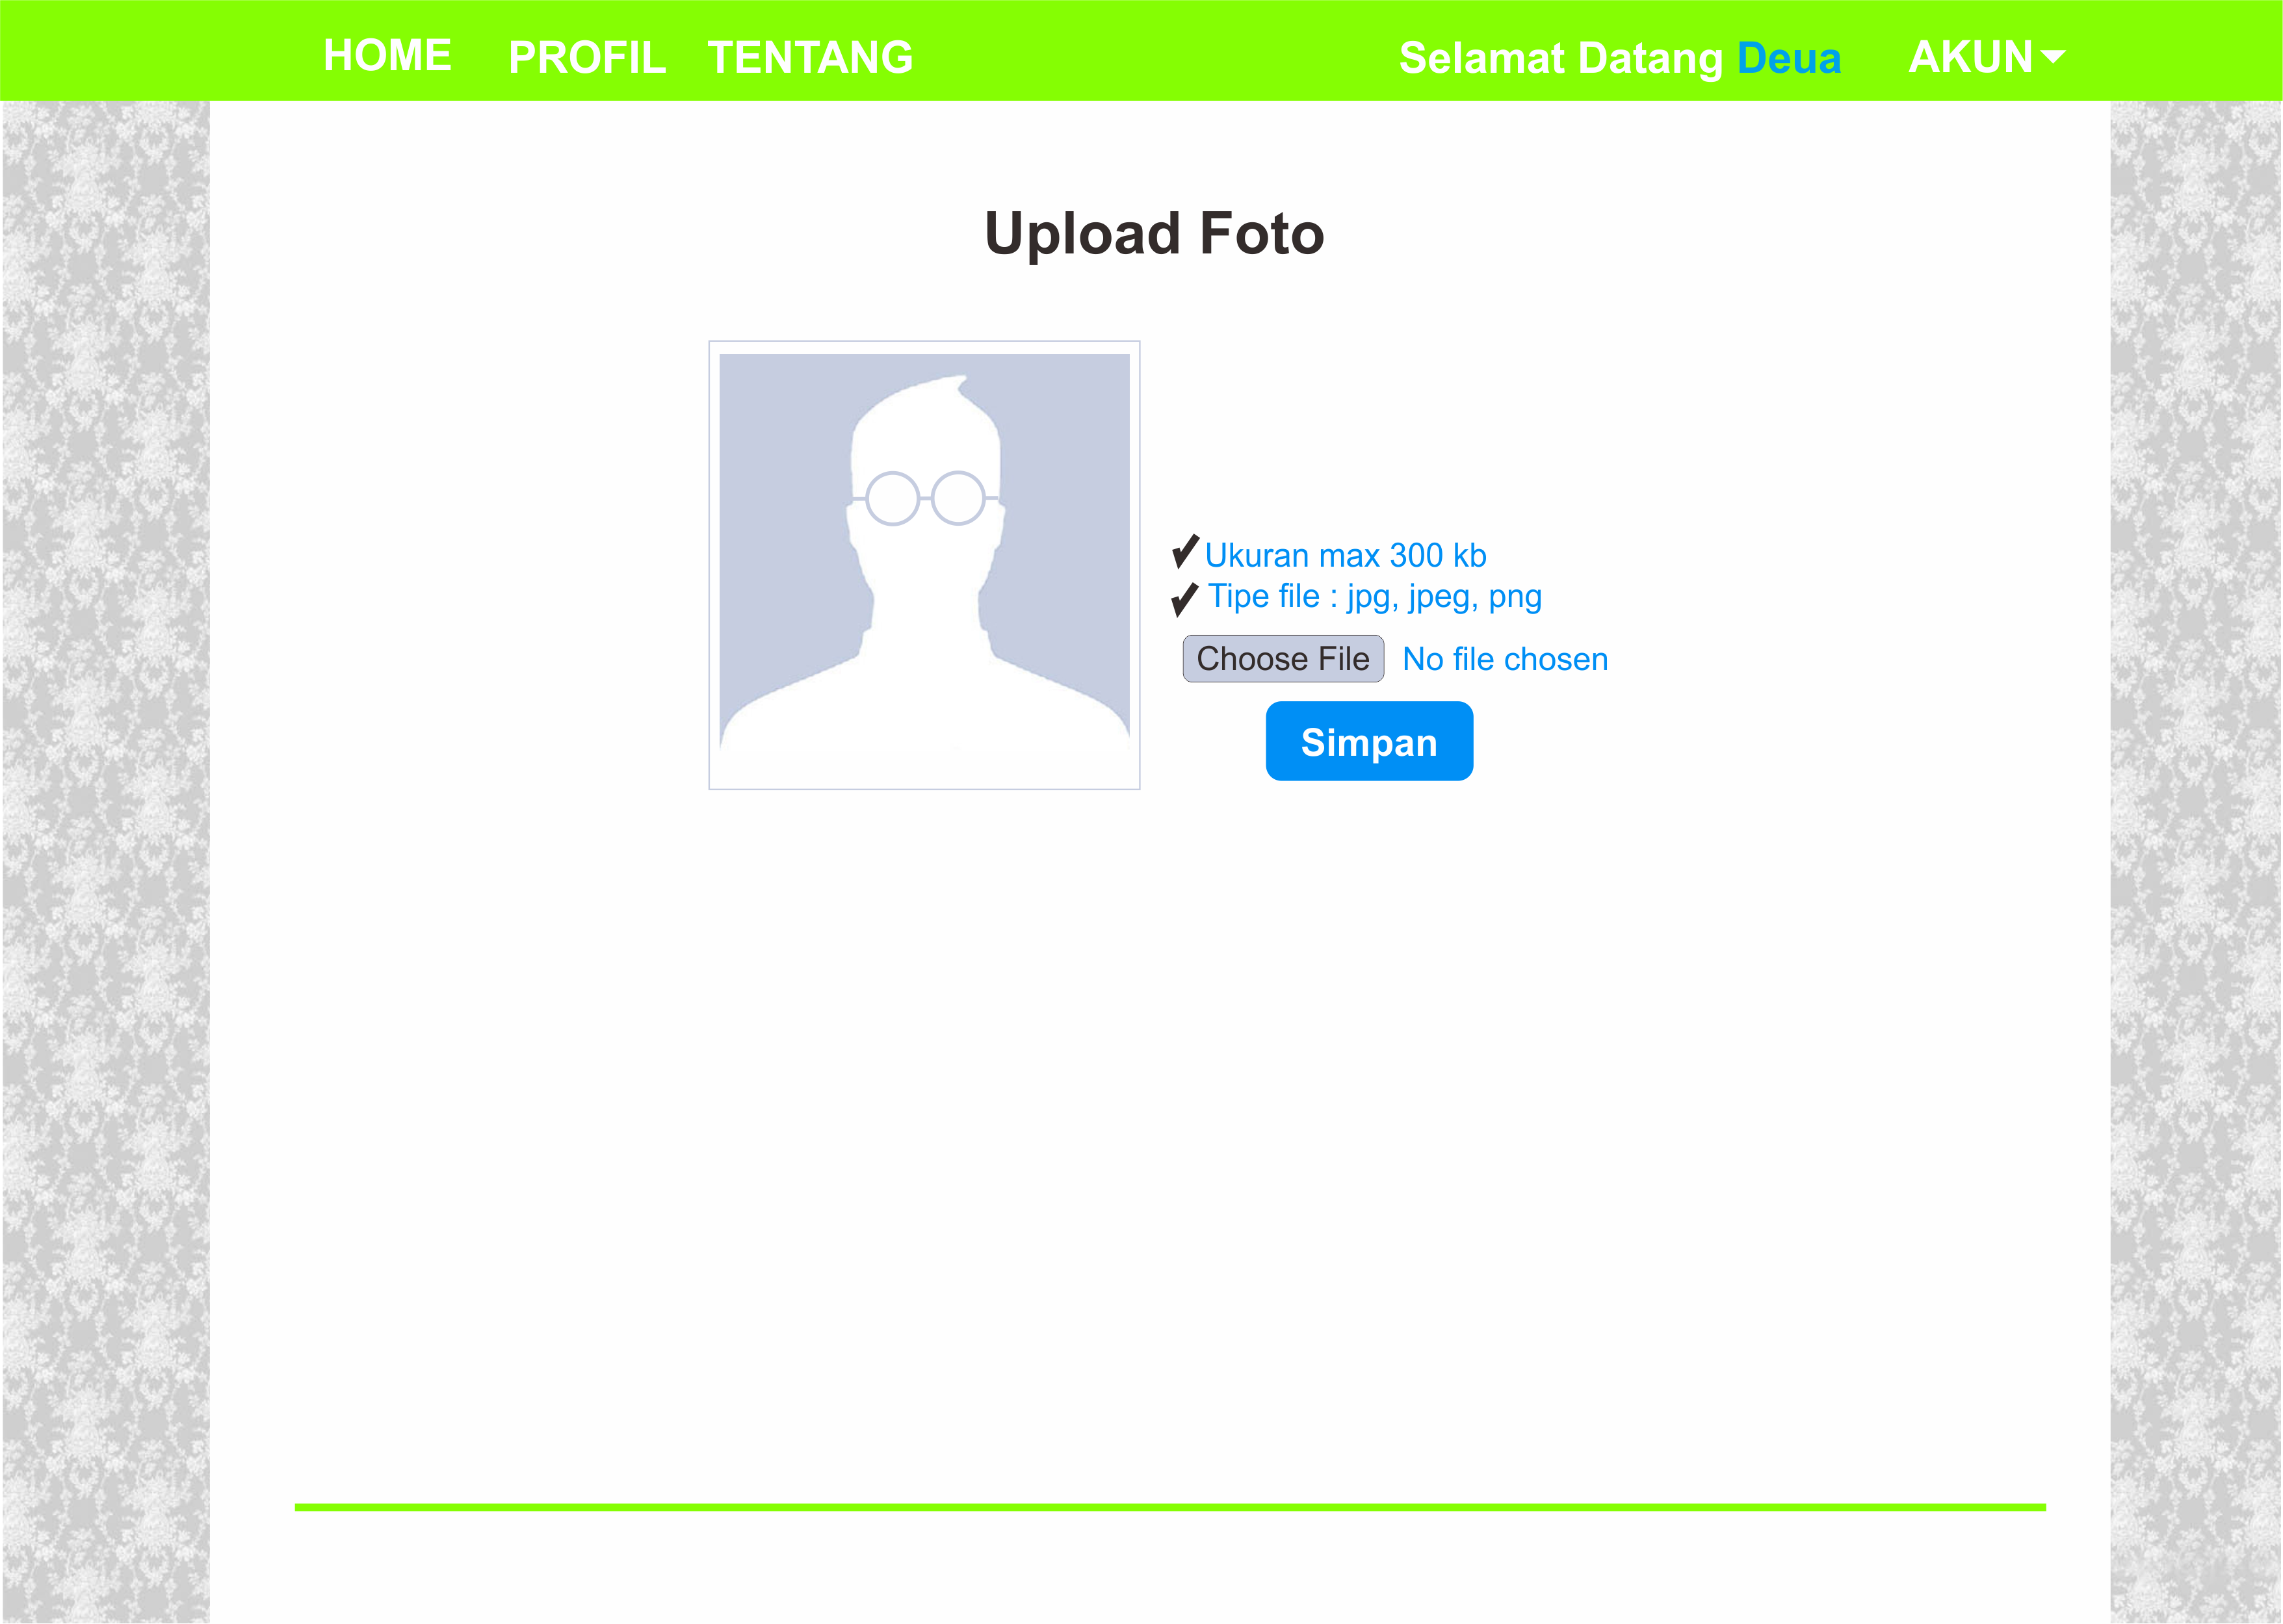 HOME PROFIL TENTANG Selamat Datang Deua AKUN
Upload Foto
Ukuran max 300 kb
Tipe file : jpg, jpeg, png
Choose File No file chosen
Simpan